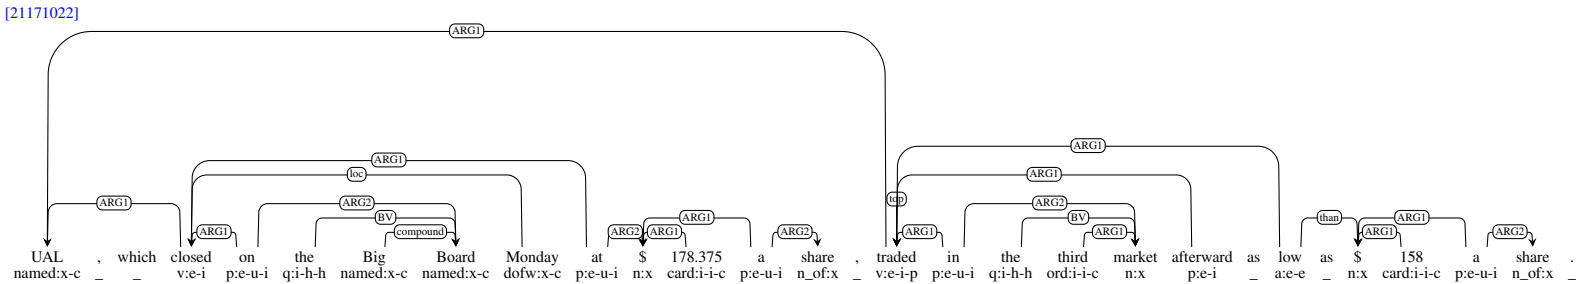 [21171022]
ARG1
ARG1 ARG1
loc ARG1
top
ARG1 ARG2 ARG2
BV ARG1 BV than ARG1
ARG1 compound ARG2 ARG1 ARG2 ARG1 ARG1 ARG1 ARG2
UAL , which closed on the Big Board Monday at $ 178.375 a share , traded in the third market afterward as low as $ 158 a share .
named:x-c _ _ v:e-i p:e-u-i q:i-h-h named:x-c named:x-c dofw:x-c p:e-u-i n:x card:i-i-c p:e-u-i n_of:x _ v:e-i-p p:e-u-i q:i-h-h ord:i-i-c n:x p:e-i _ a:e-e _ n:x card:i-i-c p:e-u-i n_of:x _